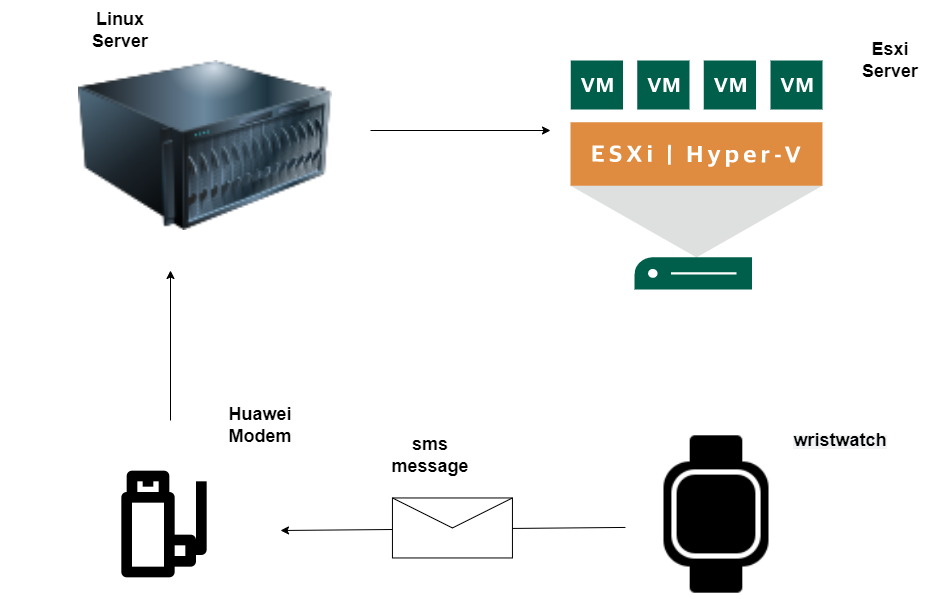 Linux
Server
Esxi
Server
VM VM VM VM
ESXi | Hyper-V
Huawei
Modem
sms
message
wristwatch